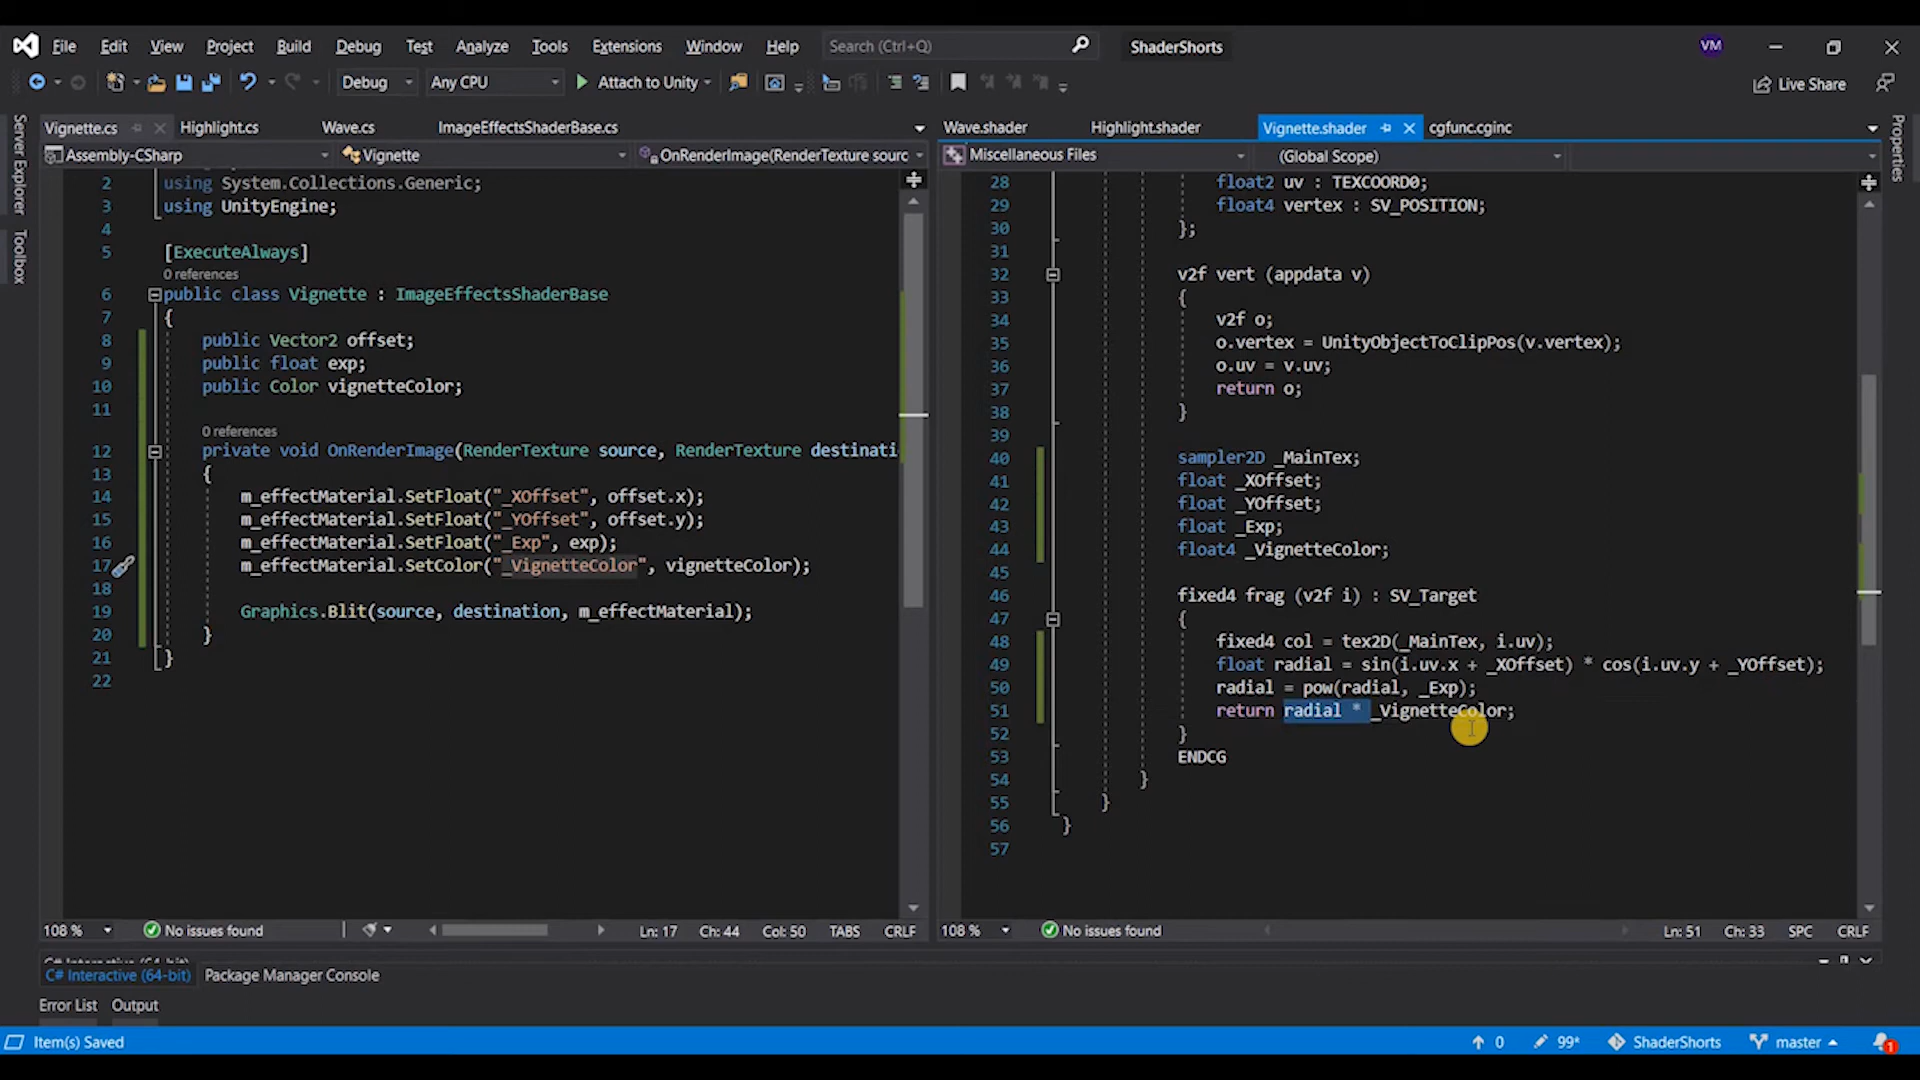 File Edit View Project Build Debug Test Analyze Tools Extensions Window Help Search (Ctrl+Q) ShaderShorts VM
Debug Any CPU Attach to Unity Live Share
Server Explorer
Toolbox
Properties
Vignette.cs Highlight.cs Wave.cs ImageEffectsShaderBase.cs
Assembly-CSharp Vignette OnRenderImage(RenderTexture sourc
2 using System.Collections.Generic;
3 using UnityEngine;
4
5 [ExecuteAlways]
0 references
6 public class Vignette : ImageEffectsShaderBase
7 {
8 public Vector2 offset;
9 public float exp;
10 public Color vignetteColor;
11
0 references
12 private void OnRenderImage(RenderTexture source, RenderTexture destinati
13 {
14 m_effectMaterial.SetFloat("_XOffset", offset.x);
15 m_effectMaterial.SetFloat("_YOffset", offset.y);
16 m_effectMaterial.SetFloat("_Exp", exp);
17 m_effectMaterial.SetColor("_VignetteColor", vignetteColor);
18
19 Graphics.Blit(source, destination, m_effectMaterial);
20 }
21 }
22
108 % No issues found Ln: 17 Ch: 44 Col: 50 TABS CRLF
Wave.shader Highlight.shader Vignette.shader cgfunc.cginc
Miscellaneous Files (Global Scope)
28 float2 uv : TEXCOORD0;
29 float4 vertex : SV_POSITION;
30 };
31
32 v2f vert (appdata v)
33 {
34 v2f o;
35 o.vertex = UnityObjectToClipPos(v.vertex);
36 o.uv = v.uv;
37 return o;
38 }
39
40 sampler2D _MainTex;
41 float _XOffset;
42 float _YOffset;
43 float _Exp;
44 float4 _VignetteColor;
45
46 fixed4 frag (v2f i) : SV_Target
47 {
48 fixed4 col = tex2D(_MainTex, i.uv);
49 float radial = sin(i.uv.x + _XOffset) * cos(i.uv.y + _YOffset);
50 radial = pow(radial, _Exp);
51 return radial * _VignetteColor;
52 }
53 ENDCG
54 }
55 }
56 }
57
108 % No issues found Ln: 51 Ch: 33 SPC CRLF
C# Interactive (64-bit)
C# Interactive (64-bit) Package Manager Console
Error List Output
Item(s) Saved 0 99* ShaderShorts master 1